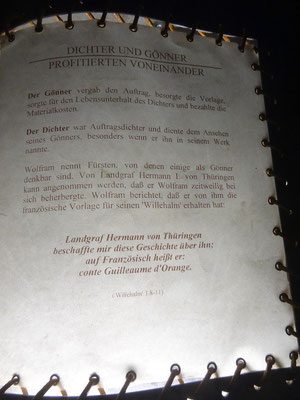 DICHTER UND GÖNNER
PROFITIERTEN VONEINANDER
Der Gönner vergab den Auftrag, besorgte die Vorlage,
sorgte für den Lebensunterhalt des Dichters und bezahlte die
Materialkosten.
Der Dichter war Auftragsdichter und diente dem Ansehen
seines Gönners, besonders wenn er ihn in seinem Werk
nannte.
Wolfram nennt Fürsten, von denen einige als Gönner
denkbar sind. Von Landgraf Hermann I. von Thüringen
kann angenommen werden, daß er Wolfram zeitweilig bei
sich beherbergte. Wolfram berichtet, daß er von ihm die
französische Vorlage für seinen 'Willehalm' erhalten hat:
Landgraf Hermann von Thüringen
beschaffte mir diese Geschichte über ihn;
auf Französisch heißt er:
conte Guilleaume d'Orange.
('Willehalm' 3,8-11)